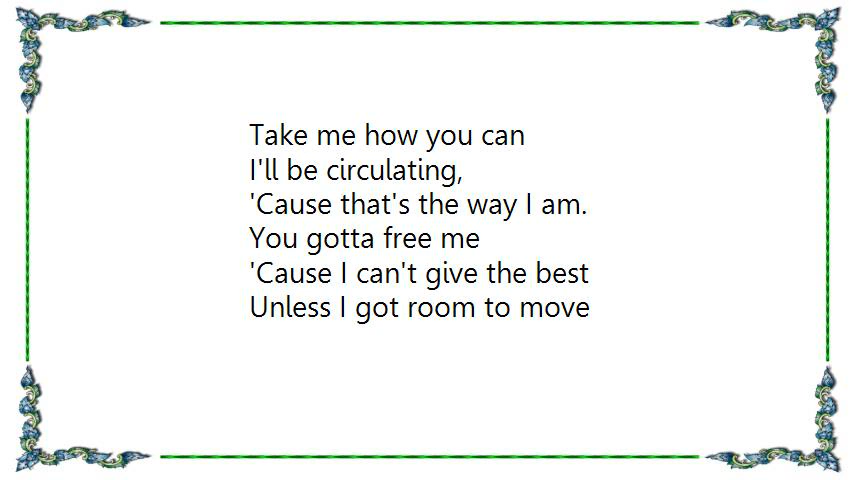 Take me how you can
I'll be circulating,
'Cause that's the way I am.
You gotta free me
'Cause I can't give the best
Unless I got room to move